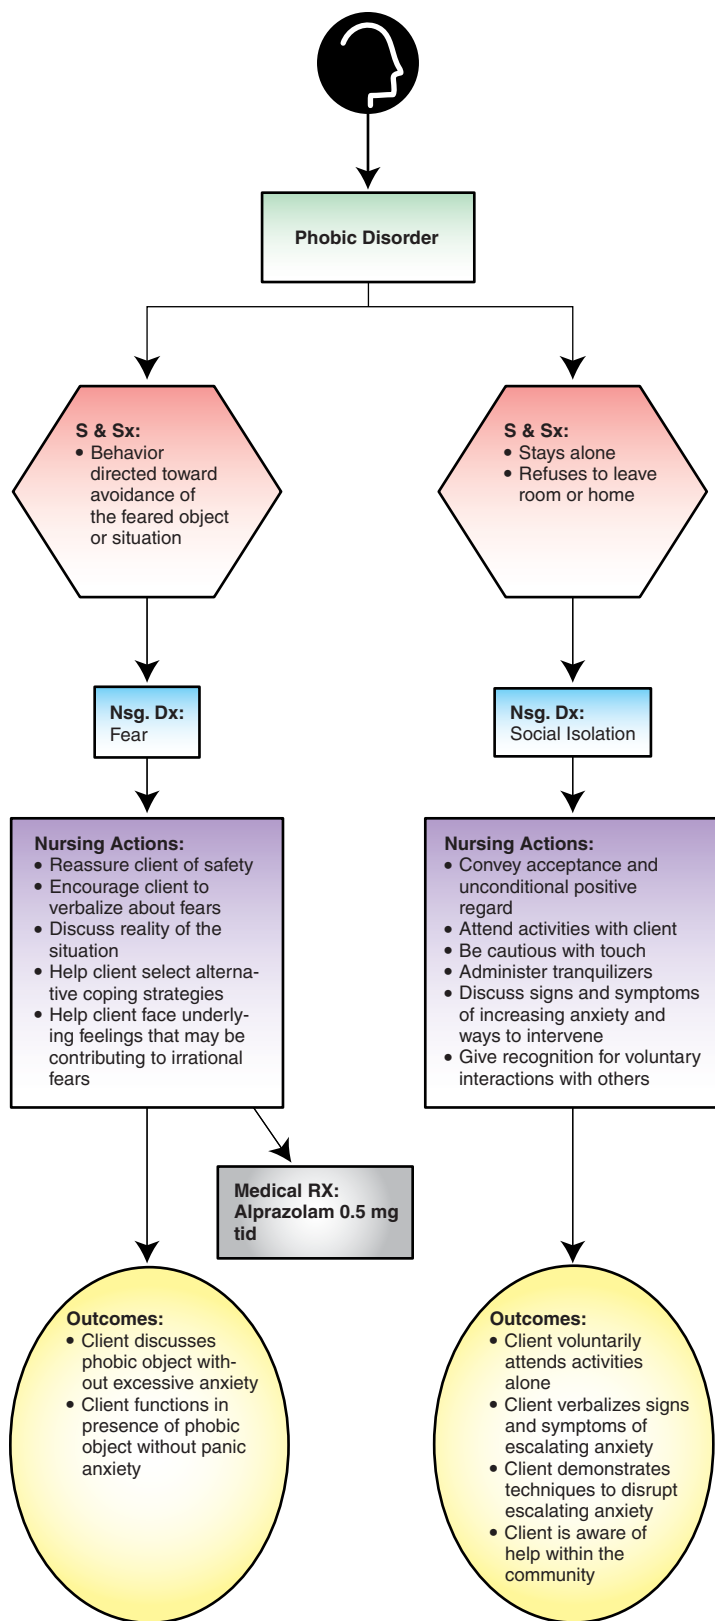 Phobic Disorder
S & Sx:
• Behavior
directed toward
avoidance of
the feared object
or situation
Nsg. Dx:
Fear
Nursing Actions:
• Reassure client of safety
• Encourage client to
verbalize about fears
• Discuss reality of the
situation
• Help client select alterna-
tive coping strategies
• Help client face underly-
ing feelings that may be
contributing to irrational
fears
Medical RX:
Alprazolam 0.5 mg
tid
Outcomes:
• Client discusses
phobic object with-
out excessive anxiety
• Client functions in
presence of phobic
object without panic
anxiety
S & Sx:
• Stays alone
• Refuses to leave
room or home
Nsg. Dx:
Social Isolation
Nursing Actions:
• Convey acceptance and
unconditional positive
regard
• Attend activities with client
• Be cautious with touch
• Administer tranquilizers
• Discuss signs and symptoms
of increasing anxiety and
ways to intervene
• Give recognition for voluntary
interactions with others
Outcomes:
• Client voluntarily
attends activities
alone
• Client verbalizes signs
and symptoms of
escalating anxiety
• Client demonstrates
techniques to disrupt
escalating anxiety
• Client is aware of
help within the
community